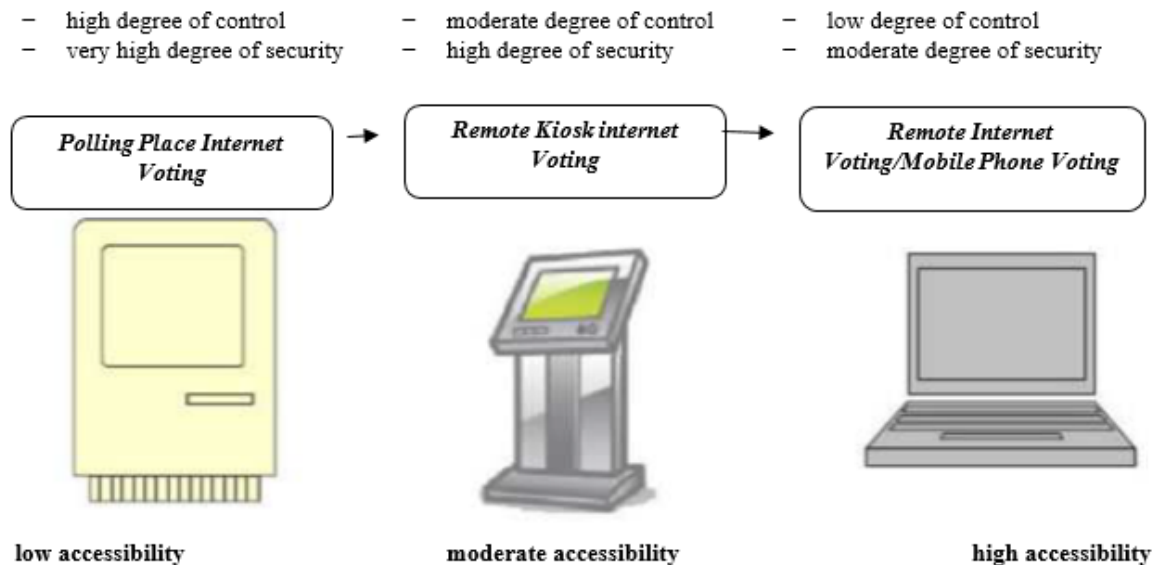 – high degree of control
– very high degree of security
– moderate degree of control
– high degree of security
– low degree of control
– moderate degree of security
Polling Place Internet
Voting
Remote Kiosk internet
Voting
Remote Internet
Voting/Mobile Phone Voting
low accessibility
moderate accessibility
high accessibility